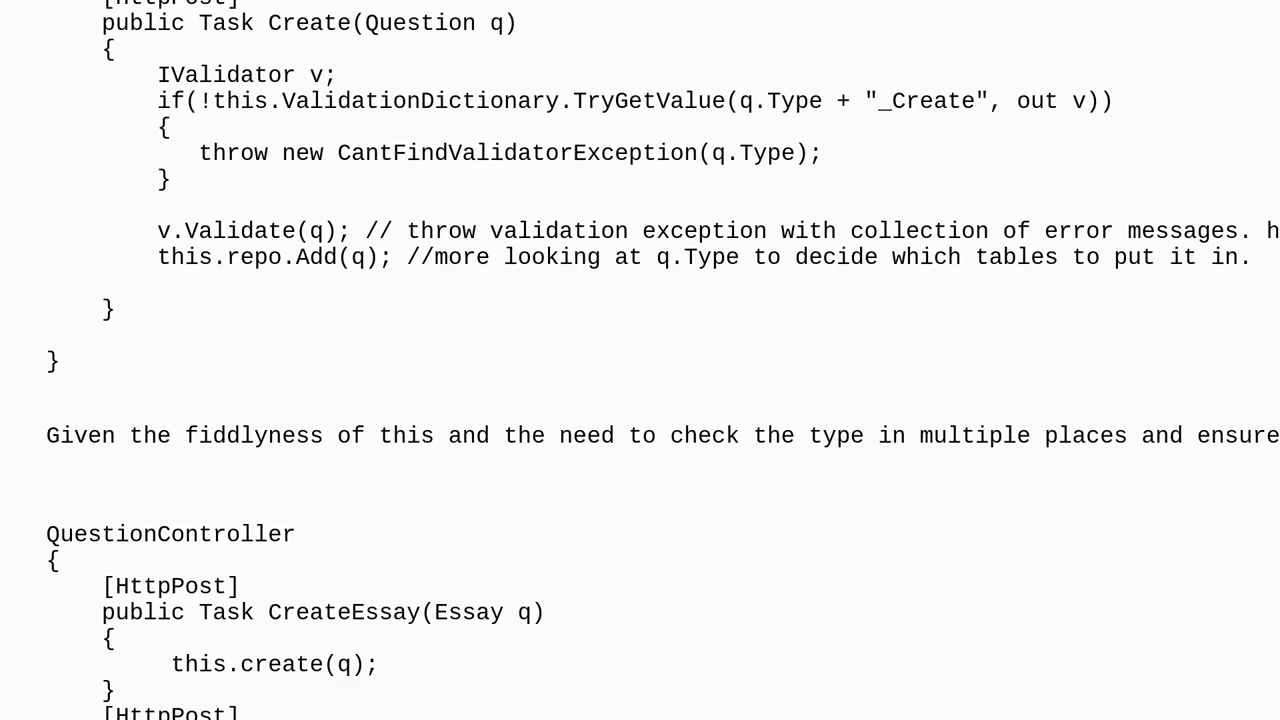 [HttpPost]
public Task Create(Question q)
{
IValidator v;
if(!this.ValidationDictionary.TryGetValue(q.Type + "_Create", out v))
{
throw new CantFindValidatorException(q.Type);
}
v.Validate(q); // throw validation exception with collection of error messages. h
this.repo.Add(q); //more looking at q.Type to decide which tables to put it in.
}
}
Given the fiddlyness of this and the need to check the type in multiple places and ensure
QuestionController
{
[HttpPost]
public Task CreateEssay(Essay q)
{
this.create(q);
}
[HttpPost]